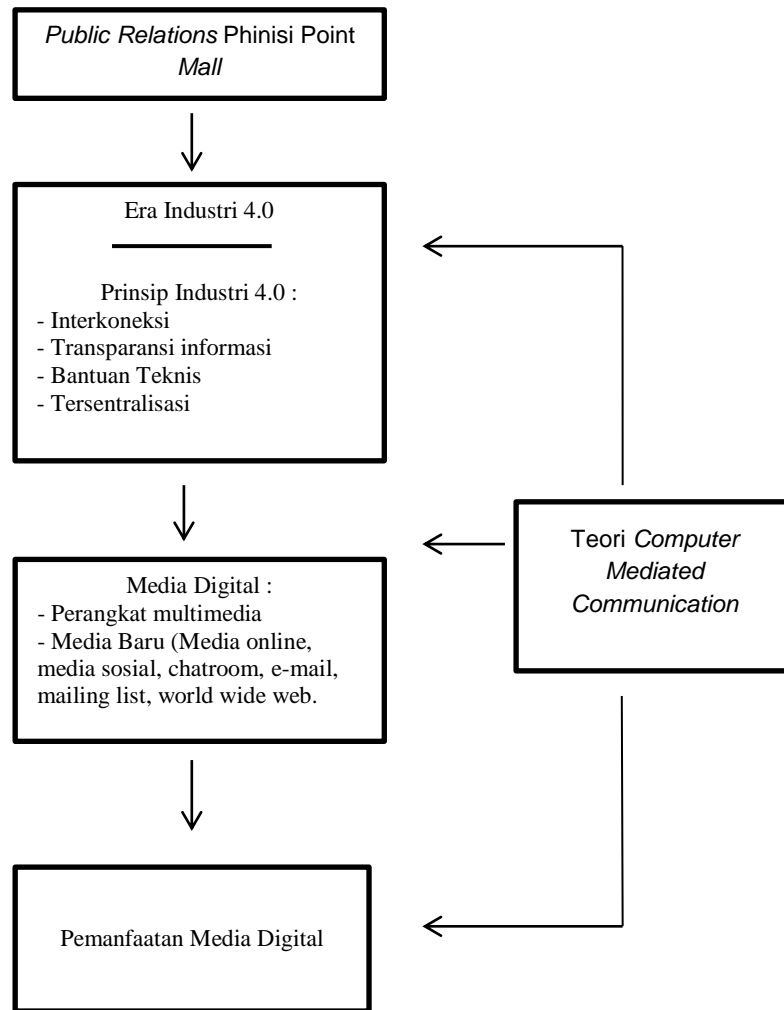 Public Relations Phinisi Point
Mall
Era Industri 4.0
Prinsip Industri 4.0 :
- Interkoneksi
- Transparansi informasi
- Bantuan Teknis
- Tersentralisasi
Teori Computer
Mediated
Communication
Media Digital :
- Perangkat multimedia
- Media Baru (Media online,
media sosial, chatroom, e-mail,
mailing list, world wide web.
Pemanfaatan Media Digital